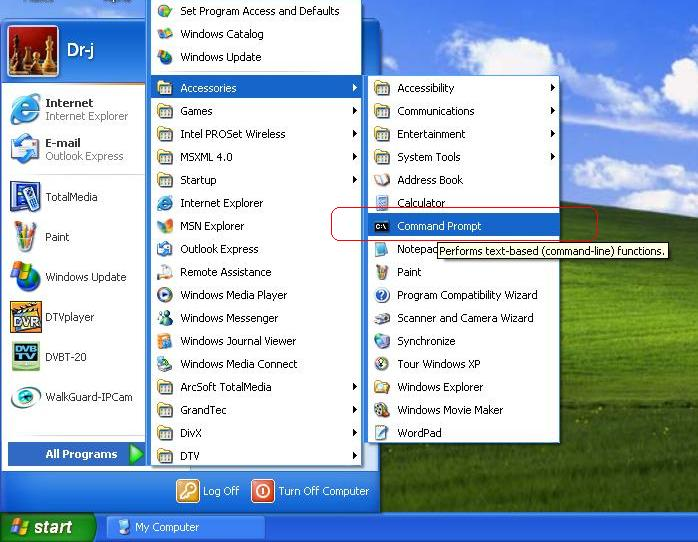 Set Program Access and Defaults
Windows Catalog
Windows Update
Dr-j
Internet
Internet Explorer
E-mail
Outlook Express
TotalMedia
Paint
Windows Update
DTVplayer
DVBT-20
WalkGuard-IPCam
All Programs
Accessories
Games
Intel PROSet Wireless
MSXML 4.0
Startup
Internet Explorer
MSN Explorer
Outlook Express
Remote Assistance
Windows Media Player
Windows Messenger
Windows Journal Viewer
Windows Media Connect
ArcSoft TotalMedia
GrandTec
DivX
DTV
Accessibility
Communications
Entertainment
System Tools
Address Book
Calculator
Command Prompt
Notepad
Performs text-based (command-line) functions.
Paint
Program Compatibility Wizard
Scanner and Camera Wizard
Synchronize
Tour Windows XP
Windows Explorer
Windows Movie Maker
WordPad
Log Off
Turn Off Computer
start
My Computer